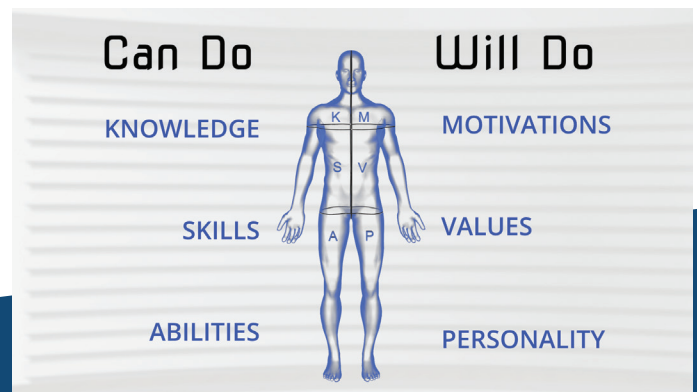 Can Do
KNOWLEDGE
SKILLS
ABILITIES
K M
S V
A P
Will Do
MOTIVATIONS
VALUES
PERSONALITY